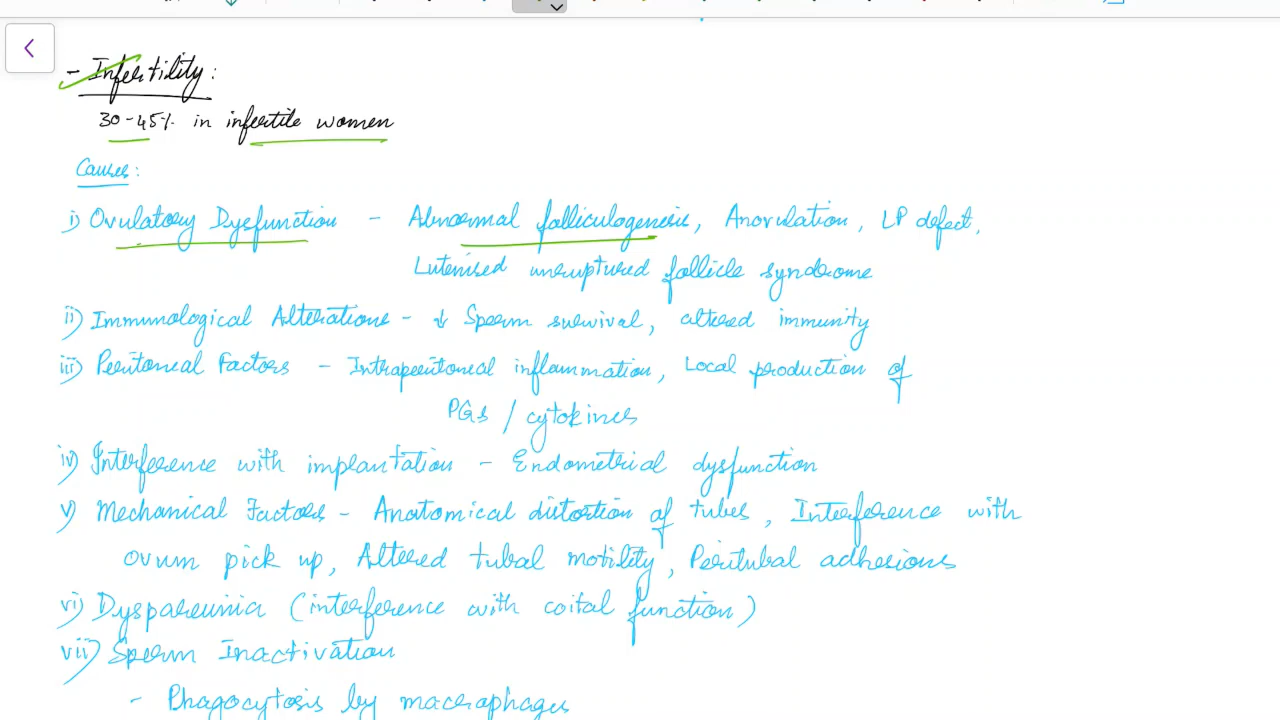 - Infertility:
30-45% in infertile women
Causes:
i) Ovulatory Dysfunction - Abnormal folliculogenesis, Anovulation, LP defect,
Lutenised unruptured follicle syndrome
ii) Immunological Alterations - ↓ Sperm survival, altered immunity
iii) Peritoneal Factors - Intraperitoneal inflammation, Local production of
PGs / cytokines
iv) Interference with implantation - Endometrial dysfunction
v) Mechanical Factors - Anatomical distortion of tubes, Interference with
ovum pick up, Altered tubal motility, Peritubal adhesions
vi) Dyspareunia (interference with coital function)
vii) Sperm Inactivation
- Phagocytosis by macrophages